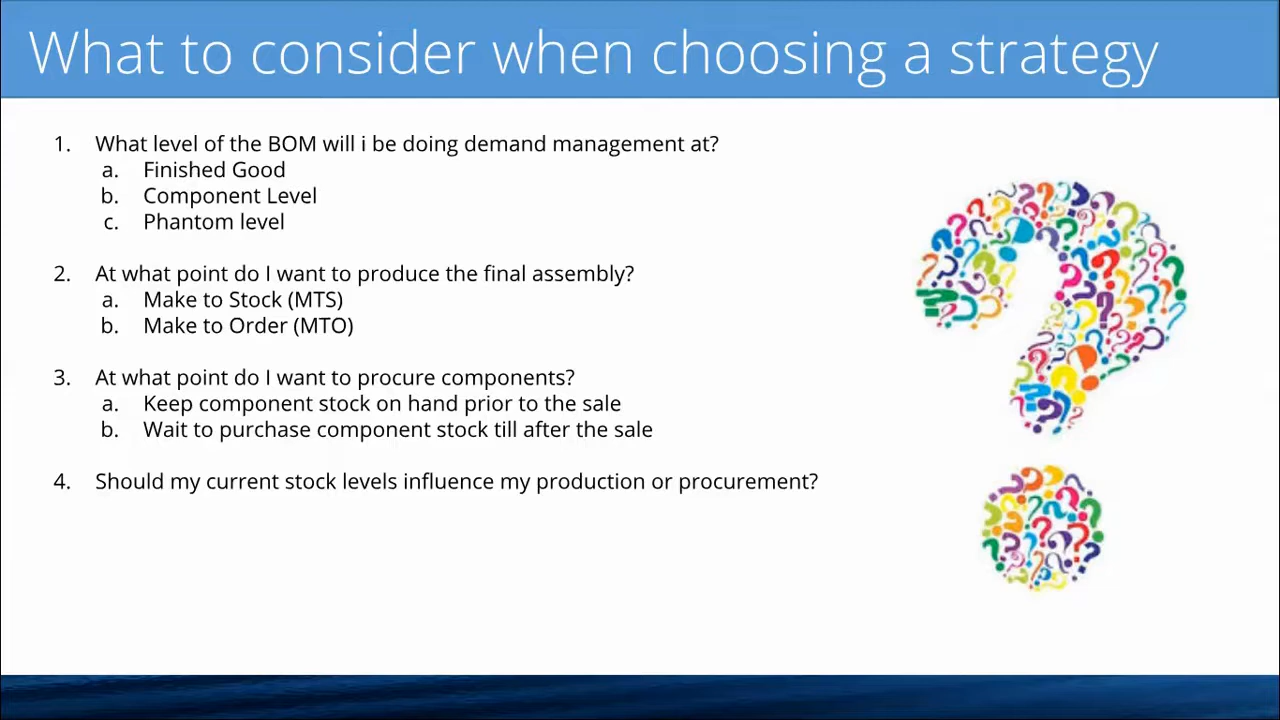 What to consider when choosing a strategy
1. What level of the BOM will i be doing demand management at?
a. Finished Good
b. Component Level
c. Phantom level
2. At what point do I want to produce the final assembly?
a. Make to Stock (MTS)
b. Make to Order (MTO)
3. At what point do I want to procure components?
a. Keep component stock on hand prior to the sale
b. Wait to purchase component stock till after the sale
4. Should my current stock levels influence my production or procurement?